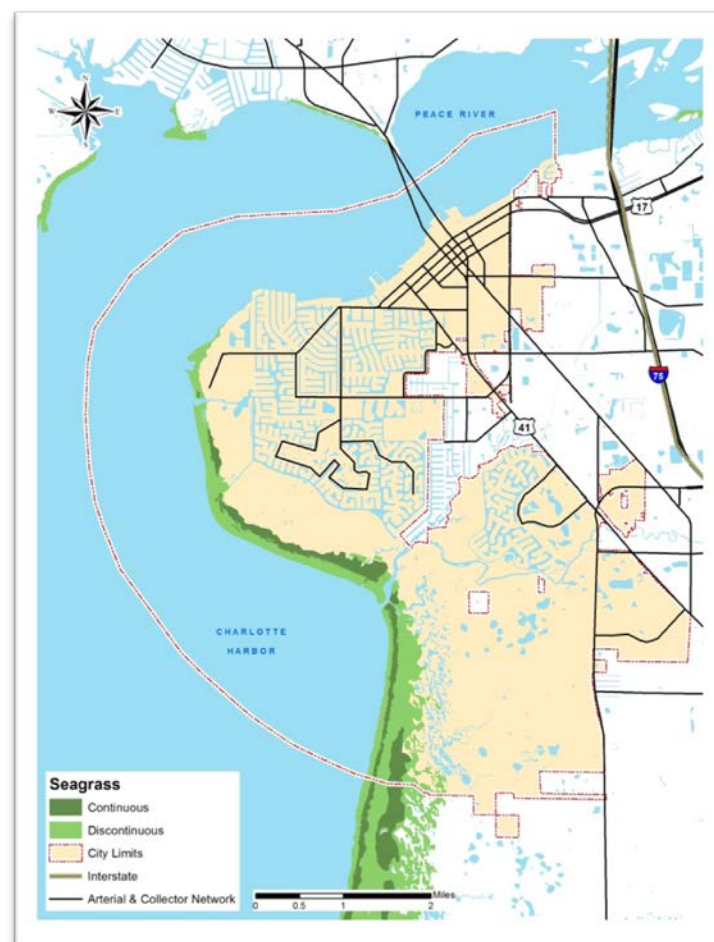 N
W
E
S
PEACE RIVER
17
75
41
CHARLOTTE
HARBOR
Seagrass
Continuous
Discontinuous
City Limits
Interstate
Arterial & Collector Network
Miles
0 0.5 1 2